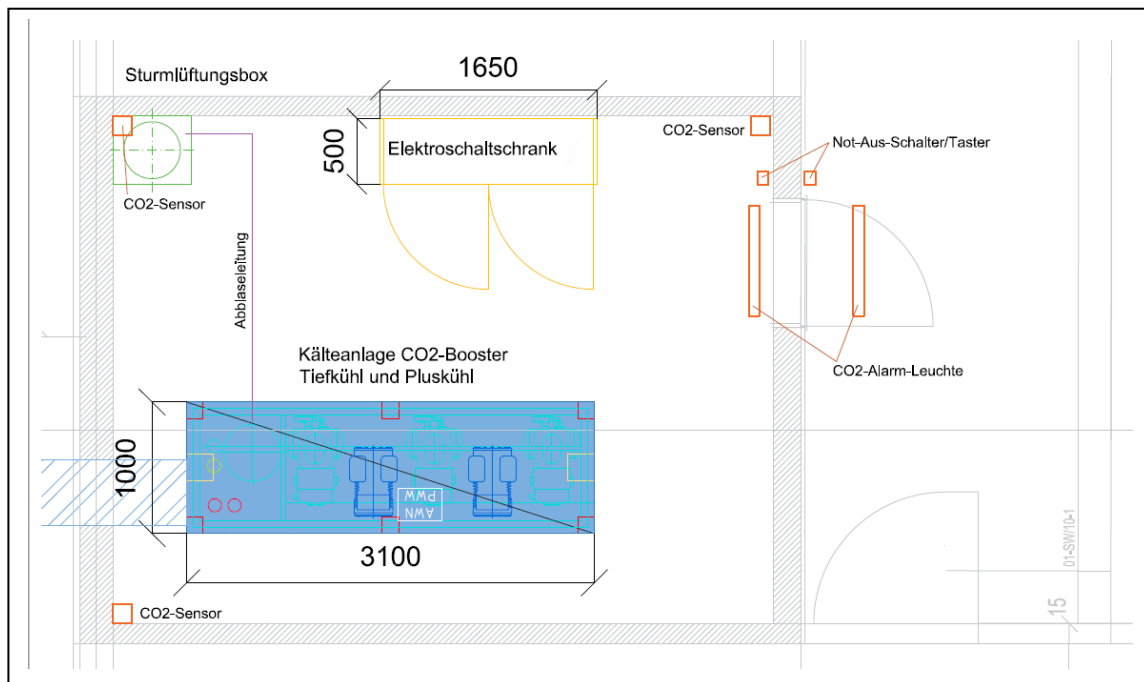 Sturmlüftungsbox
1650
500
Elektroschaltschrank
CO2-Sensor
Not-Aus-Schalter/Taster
CO2-Sensor
Abblaseleitung
Kälteanlage CO2-Booster
Tiefkühl und Pluskühl
CO2-Alarm-Leuchte
1000
AWN
PWW
3100
01-SW/10-1
15
CO2-Sensor